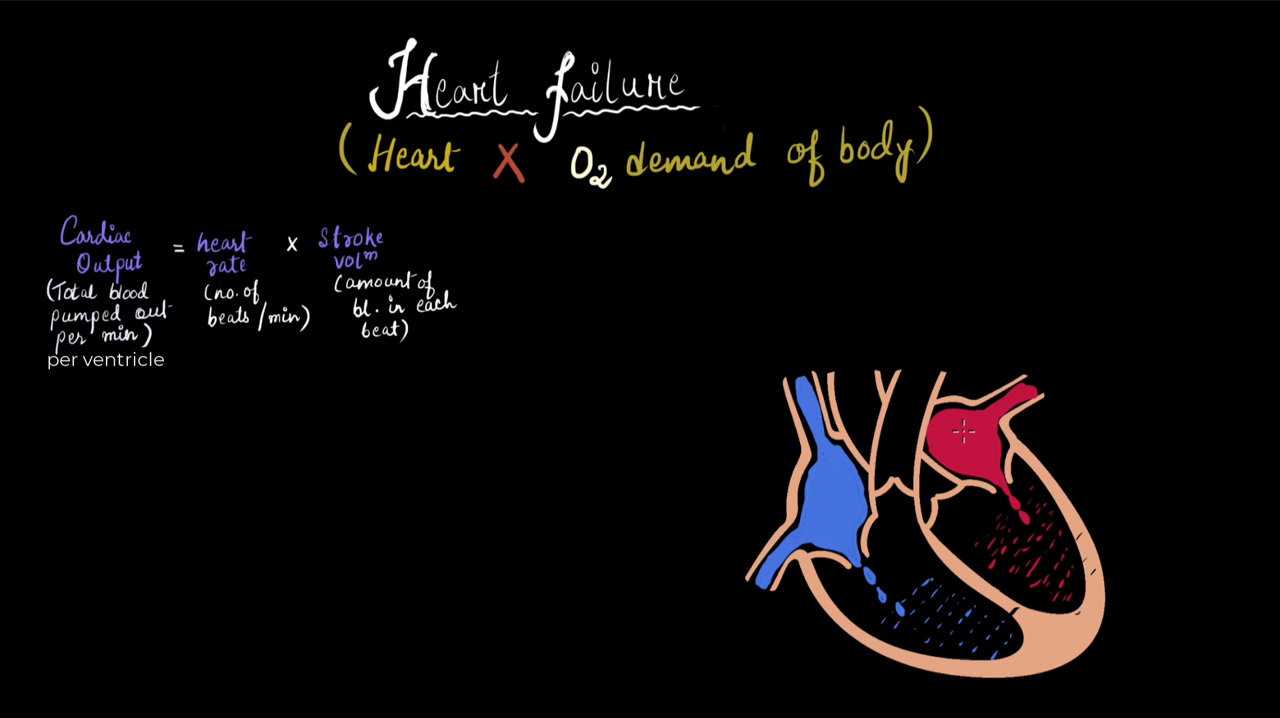 Heart failure
(Heart X O₂ demand of body)
Cardiac Output = heart rate x Stroke volᵐ
(Total blood pumped out per min)
per ventricle
(no. of beats/min)
(amount of bl. in each beat)